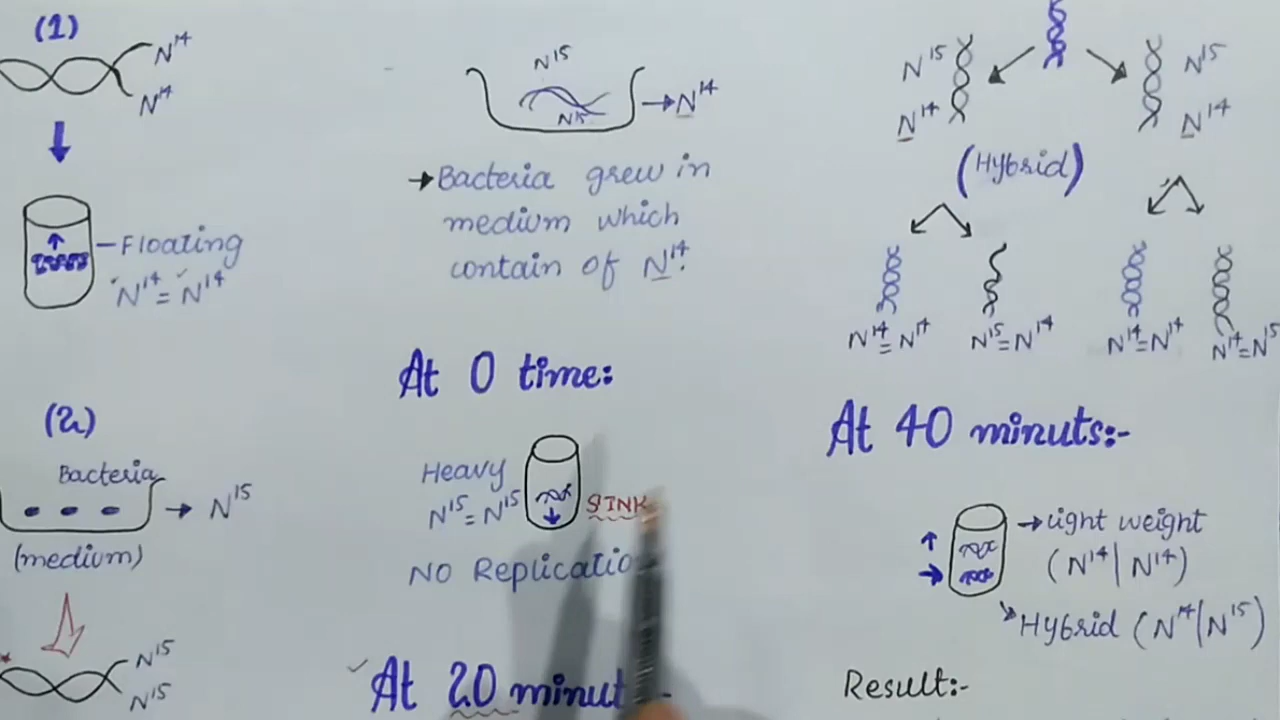 (1)
N14
N14
Floating
N14 = N14
(2)
Bacteria
N15
(medium)
N15
N15
N15
N15
N14
Bacteria grew in
medium which
contain of N14.
At 0 time:
Heavy
N15 = N15
SINK
NO Replicatio
At 20 minut
N15
N14
N15
N14
(Hybrid)
N14 = N14
N15 = N14
N14 = N14
N14 = N15
At 40 minuts:-
light weight
(N14 | N14)
Hybrid (N14 | N15)
Result:-